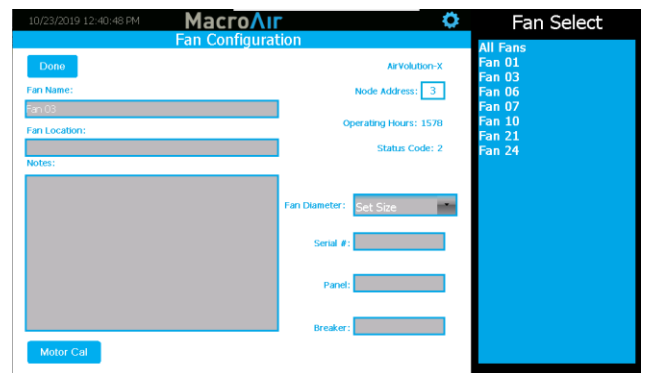 10/23/2019 12:40:48 PM
MacroAir
Fan Configuration
Done
AirVolution-X
Fan Name:
Node Address: 3
Fan 03
Operating Hours: 1578
Fan Location:
Status Code: 2
Notes:
Fan Diameter: Set Size
Serial #:
Panel:
Breaker:
Motor Cal
Fan Select
All Fans
Fan 01
Fan 03
Fan 06
Fan 07
Fan 10
Fan 21
Fan 24